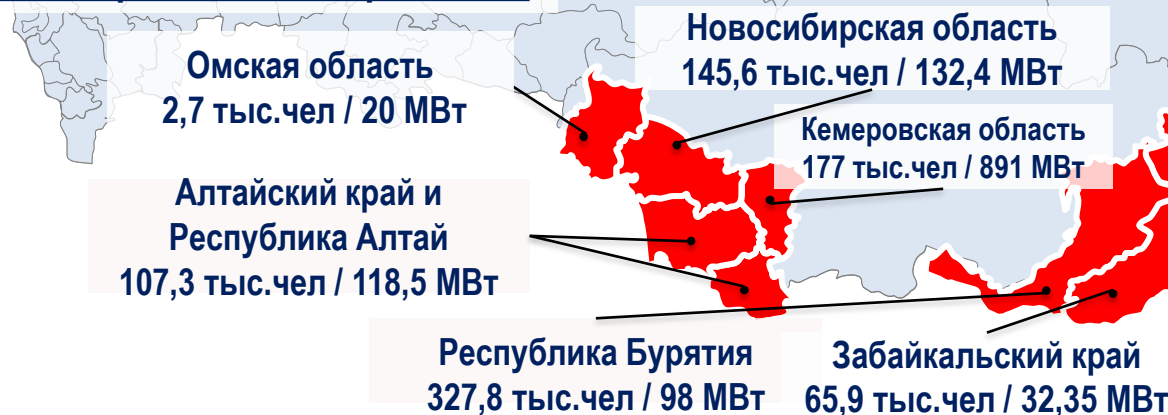 Омская область
2,7 тыс.чел / 20 МВт
Новосибирская область
145,6 тыс.чел / 132,4 МВт
Кемеровская область
177 тыс.чел / 891 МВт
Алтайский край и
Республика Алтай
107,3 тыс.чел / 118,5 МВт
Республика Бурятия
327,8 тыс.чел / 98 МВт
Забайкальский край
65,9 тыс.чел / 32,35 МВт